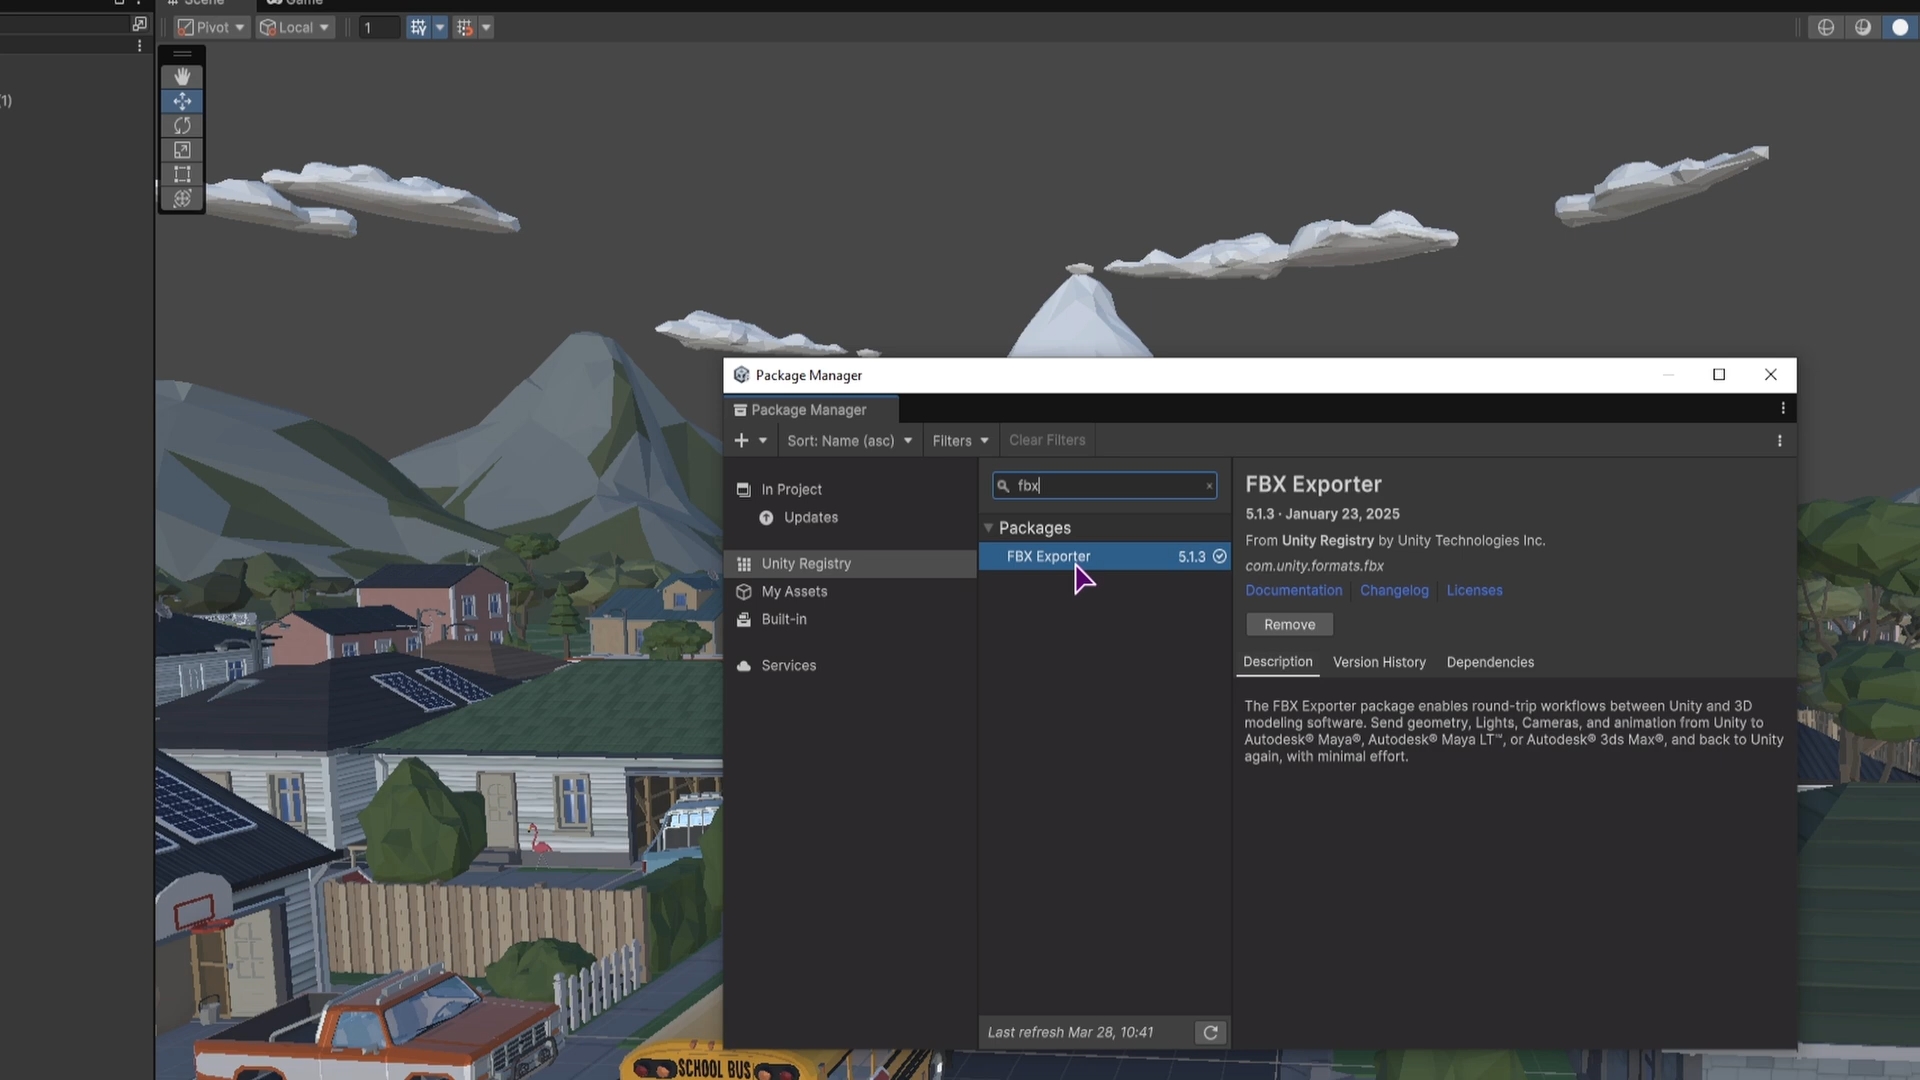 Scene
Game
Pivot
Local
1
(1)
Package Manager
Package Manager
Sort: Name (asc)
Filters
Clear Filters
In Project
Updates
Unity Registry
My Assets
Built-in
Services
fbx
Packages
FBX Exporter 5.1.3
Last refresh Mar 28, 10:41
FBX Exporter
5.1.3 · January 23, 2025
From Unity Registry by Unity Technologies Inc.
com.unity.formats.fbx
Documentation
Changelog
Licenses
Remove
Description
Version History
Dependencies
The FBX Exporter package enables round-trip workflows between Unity and 3D
modeling software. Send geometry, Lights, Cameras, and animation from Unity to
Autodesk® Maya®, Autodesk® Maya LT™, or Autodesk® 3ds Max®, and back to Unity
again, with minimal effort.
SCHOOL BUS